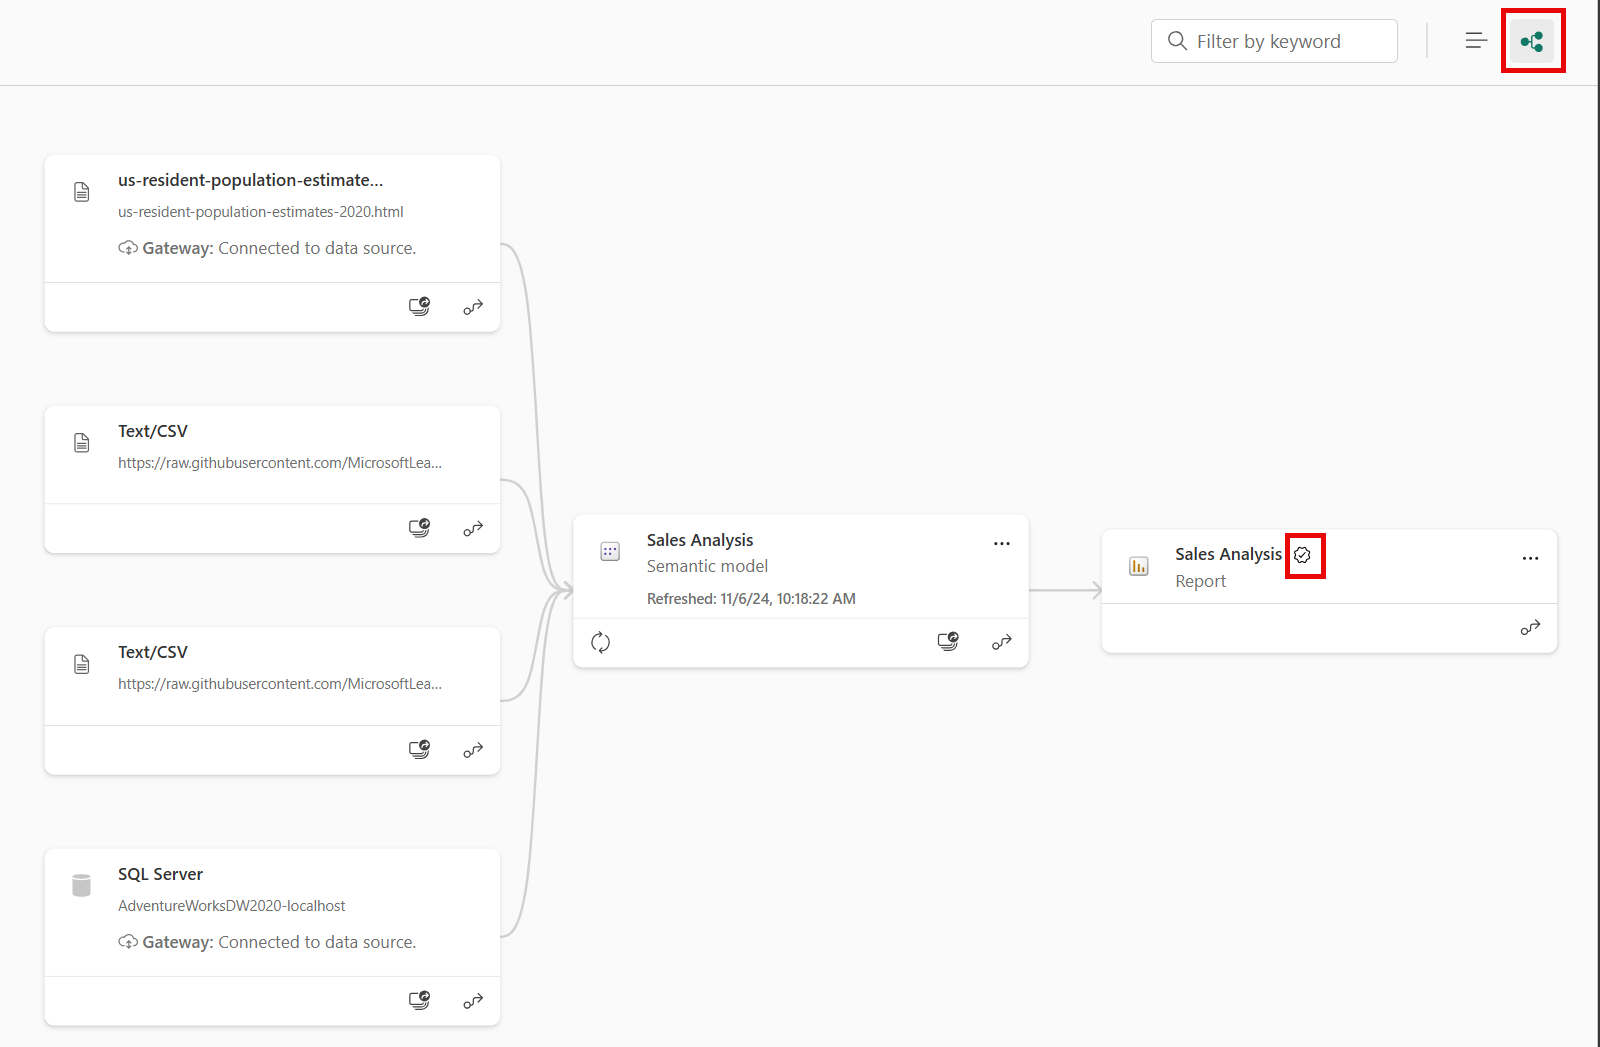 Filter by keyword
us-resident-population-estimate...
us-resident-population-estimates-2020.html
Gateway: Connected to data source.
Text/CSV
https://raw.githubusercontent.com/MicrosoftLea...
Text/CSV
https://raw.githubusercontent.com/MicrosoftLea...
SQL Server
AdventureWorksDW2020-localhost
Gateway: Connected to data source.
Sales Analysis
Semantic model
Refreshed: 11/6/24, 10:18:22 AM
Sales Analysis
Report